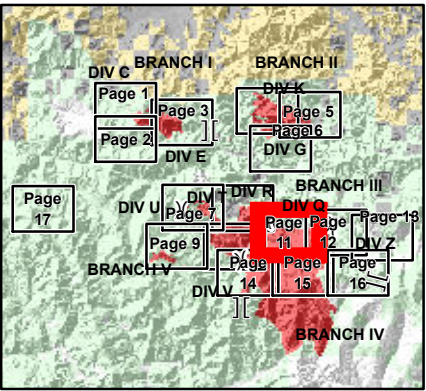 BRANCH I
BRANCH II
DIV C
DIV K
Page 1
Page 3
Page 5
Page 6
Page 2
DIV E
DIV G
BRANCH III
Page
17
DIV U
DIV T
DIV R
DIV Q
Page 7
Page
11
Page
12
Page 13
Page 9
DIV Z
BRANCH V
Page
14
Page
15
Page
16
DIV V
BRANCH IV
][